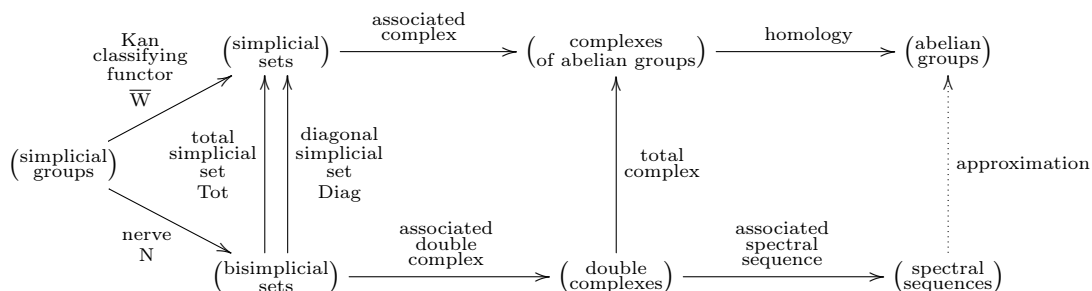 Kan
classifying
functor
W̅
(simplicial
sets)
associated
complex
(complexes
of abelian groups)
homology
(abelian
groups)
(simplicial
groups)
total
simplicial
set
Tot
diagonal
simplicial
set
Diag
total
complex
approximation
nerve
N
(bisimplicial
sets)
associated
double
complex
(double
complexes)
associated
spectral
sequence
(spectral
sequences)